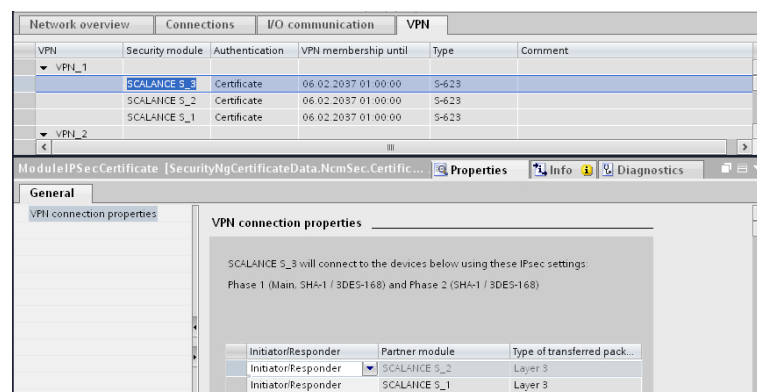 Network overview Connections I/O communication VPN
VPN Security module Authentication VPN membership until Type Comment
VPN_1
SCALANCE S_3 Certificate 06.02.2037 01:00:00 S-623
SCALANCE S_2 Certificate 06.02.2037 01:00:00 S-623
SCALANCE S_1 Certificate 06.02.2037 01:00:00 S-623
VPN_2
ModuleIPSecCertificate [SecurityNgCertificateData.NcmSec.Certific... Properties Info Diagnostics
General
VPN connection properties
VPN connection properties
SCALANCE S_3 will connect to the devices below using these IPsec settings:
Phase 1 (Main, SHA-1 / 3DES-168) and Phase 2 (SHA-1 / 3DES-168)
Initiator/Responder Partner module Type of transferred pack...
Initiator/Responder SCALANCE S_2 Layer 3
Initiator/Responder SCALANCE S_1 Layer 3